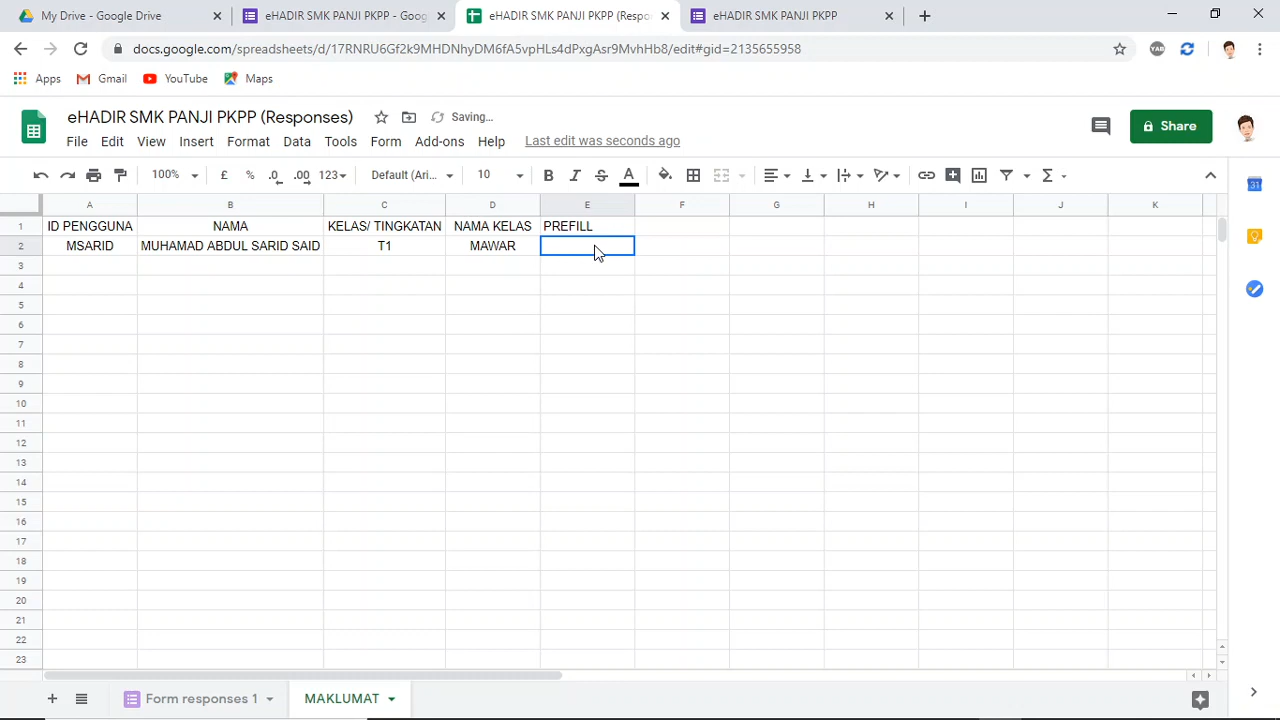 My Drive - Google Drive
eHADIR SMK PANJI PKPP - Goog
eHADIR SMK PANJI PKPP (Respo
eHADIR SMK PANJI PKPP
docs.google.com/spreadsheets/d/17RNRU6Gf2k9MHDNhyDM6fA5vpHLs4dPxgAsr9MvhHb8/edit#gid=2135655958
YAB
Apps Gmail YouTube Maps
eHADIR SMK PANJI PKPP (Responses) Saving...
File Edit View Insert Format Data Tools Form Add-ons Help Last edit was seconds ago
Share
100% £ % .0 .00 123 Default (Ari... 10 B I S A Σ
31
A B C D E F G H I J K
1 ID PENGGUNA NAMA KELAS/ TINGKATAN NAMA KELAS PREFILL
2 MSARID MUHAMAD ABDUL SARID SAID T1 MAWAR
3
4
5
6
7
8
9
10
11
12
13
14
15
16
17
18
19
20
21
22
23
Form responses 1 MAKLUMAT